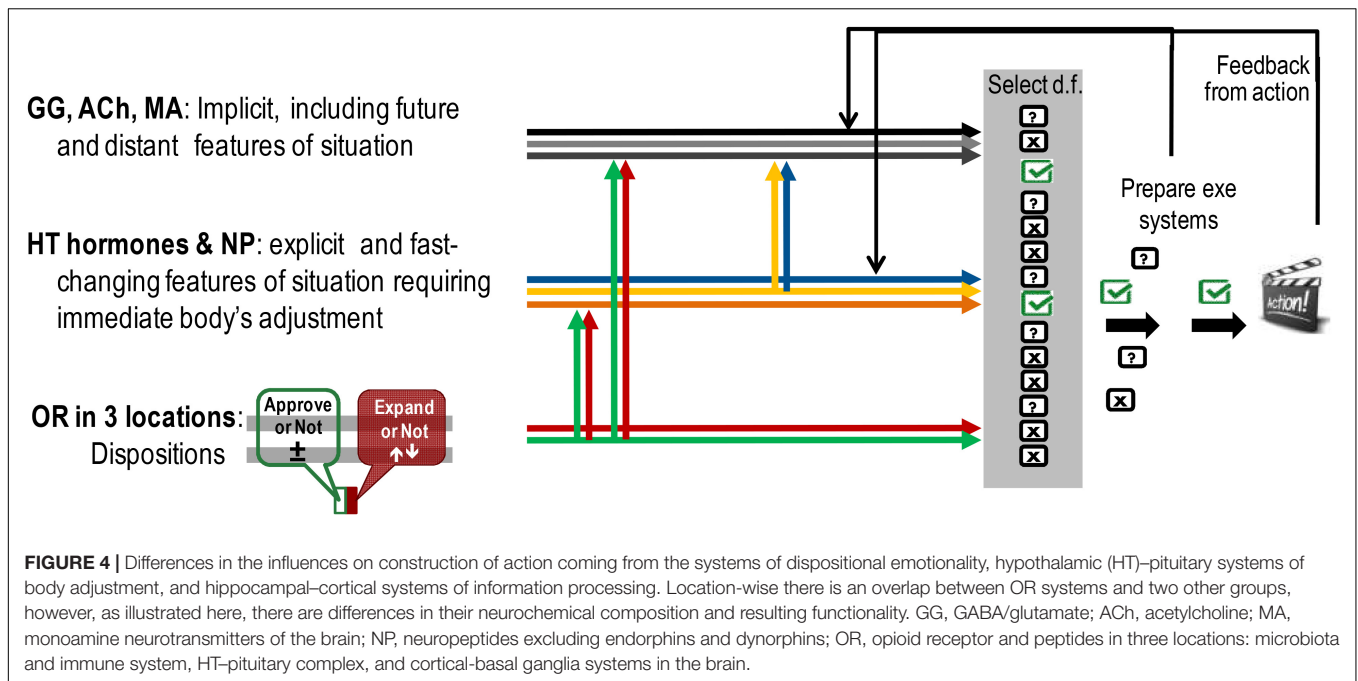 GG, ACh, MA: Implicit, including future
and distant features of situation
HT hormones & NP: explicit and fast-
changing features of situation requiring
immediate body's adjustment
OR in 3 locations:
Dispositions
Approve
or Not
±
Expand
or Not
Select d.f.
?
x
?
x
x
?
?
x
x
?
x
x
Prepare exe
systems
?
?
x
Feedback
from action
Action!
FIGURE 4 | Differences in the influences on construction of action coming from the systems of dispositional emotionality, hypothalamic (HT)–pituitary systems of
body adjustment, and hippocampal–cortical systems of information processing. Location-wise there is an overlap between OR systems and two other groups,
however, as illustrated here, there are differences in their neurochemical composition and resulting functionality. GG, GABA/glutamate; ACh, acetylcholine; MA,
monoamine neurotransmitters of the brain; NP, neuropeptides excluding endorphins and dynorphins; OR, opioid receptor and peptides in three locations: microbiota
and immune system, HT–pituitary complex, and cortical-basal ganglia systems in the brain.